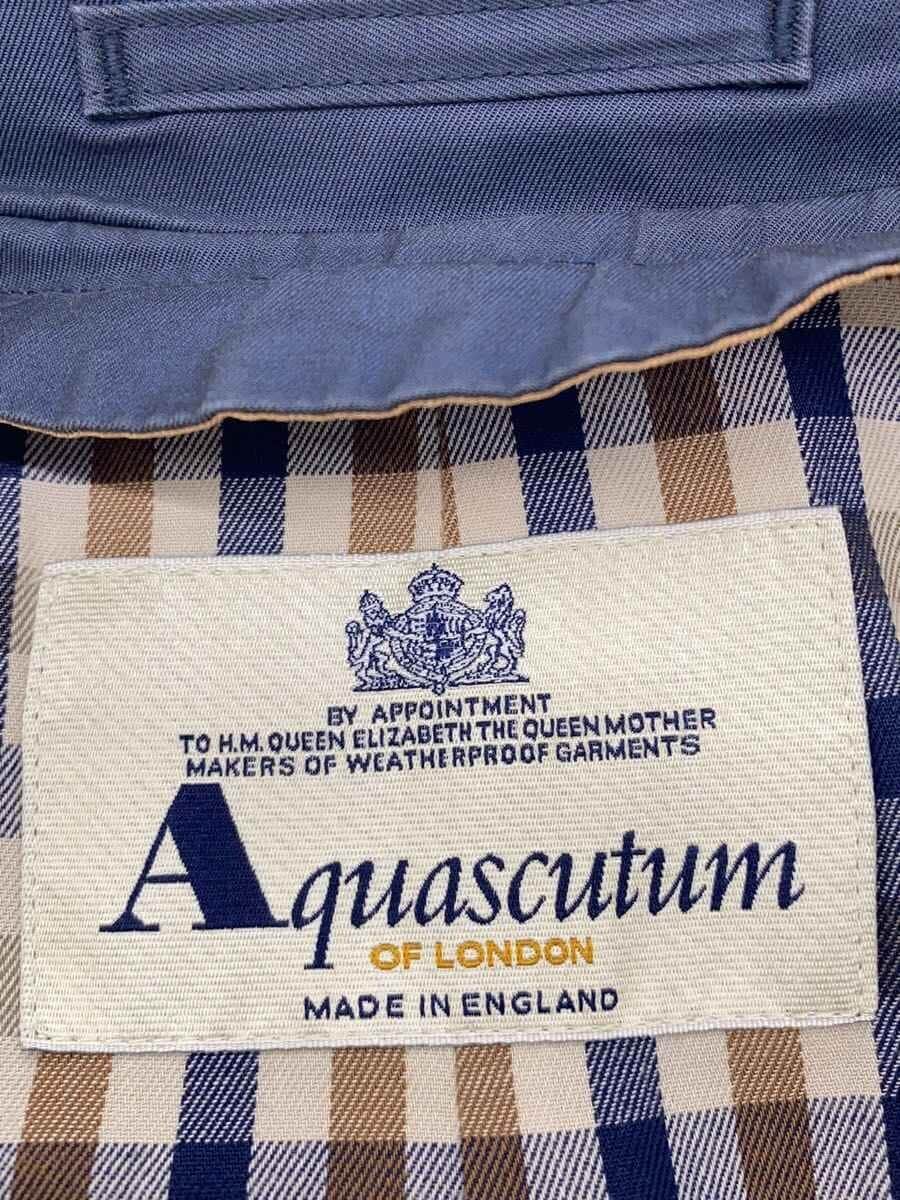 BY APPOINTMENT
TO H.M. QUEEN ELIZABETH THE QUEEN MOTHER
MAKERS OF WEATHERPROOF GARMENTS
Aquascutum
OF LONDON
MADE IN ENGLAND